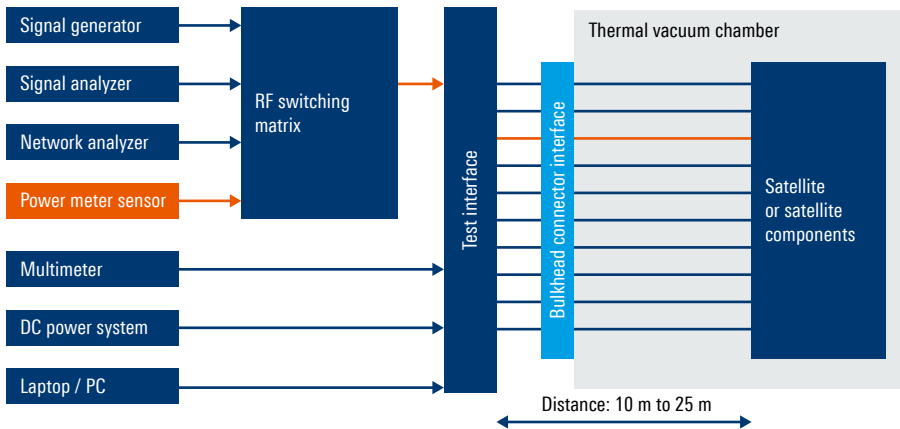 Signal generator
Signal analyzer
Network analyzer
Power meter sensor
Multimeter
DC power system
Laptop / PC
RF switching
matrix
Test interface
Bulkhead connector interface
Thermal vacuum chamber
Satellite
or satellite
components
Distance: 10 m to 25 m